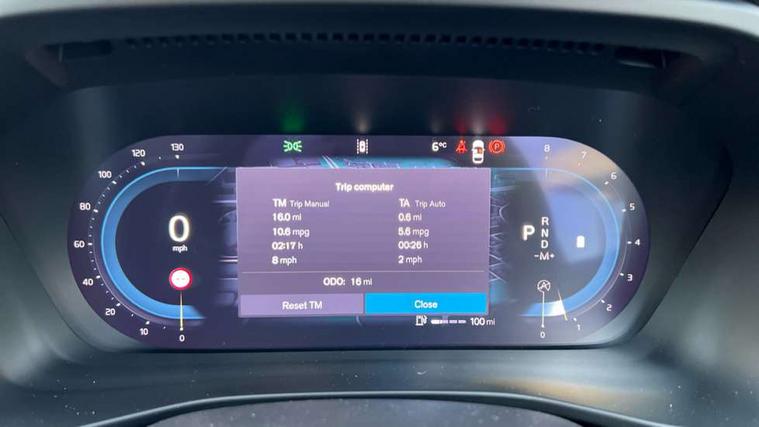 120
130
6°C
P
8
100
7
80
6
60
5
40
4
20
3
10
2
0
1
0
0
mph
Trip computer
TM Trip Manual
TA Trip Auto
16.0 mi
0.6 mi
10.6 mpg
5.6 mpg
02:17 h
00:26 h
8 mph
2 mph
ODO: 16 mi
Reset TM
Close
P
R
N
D
-M+
100 mi